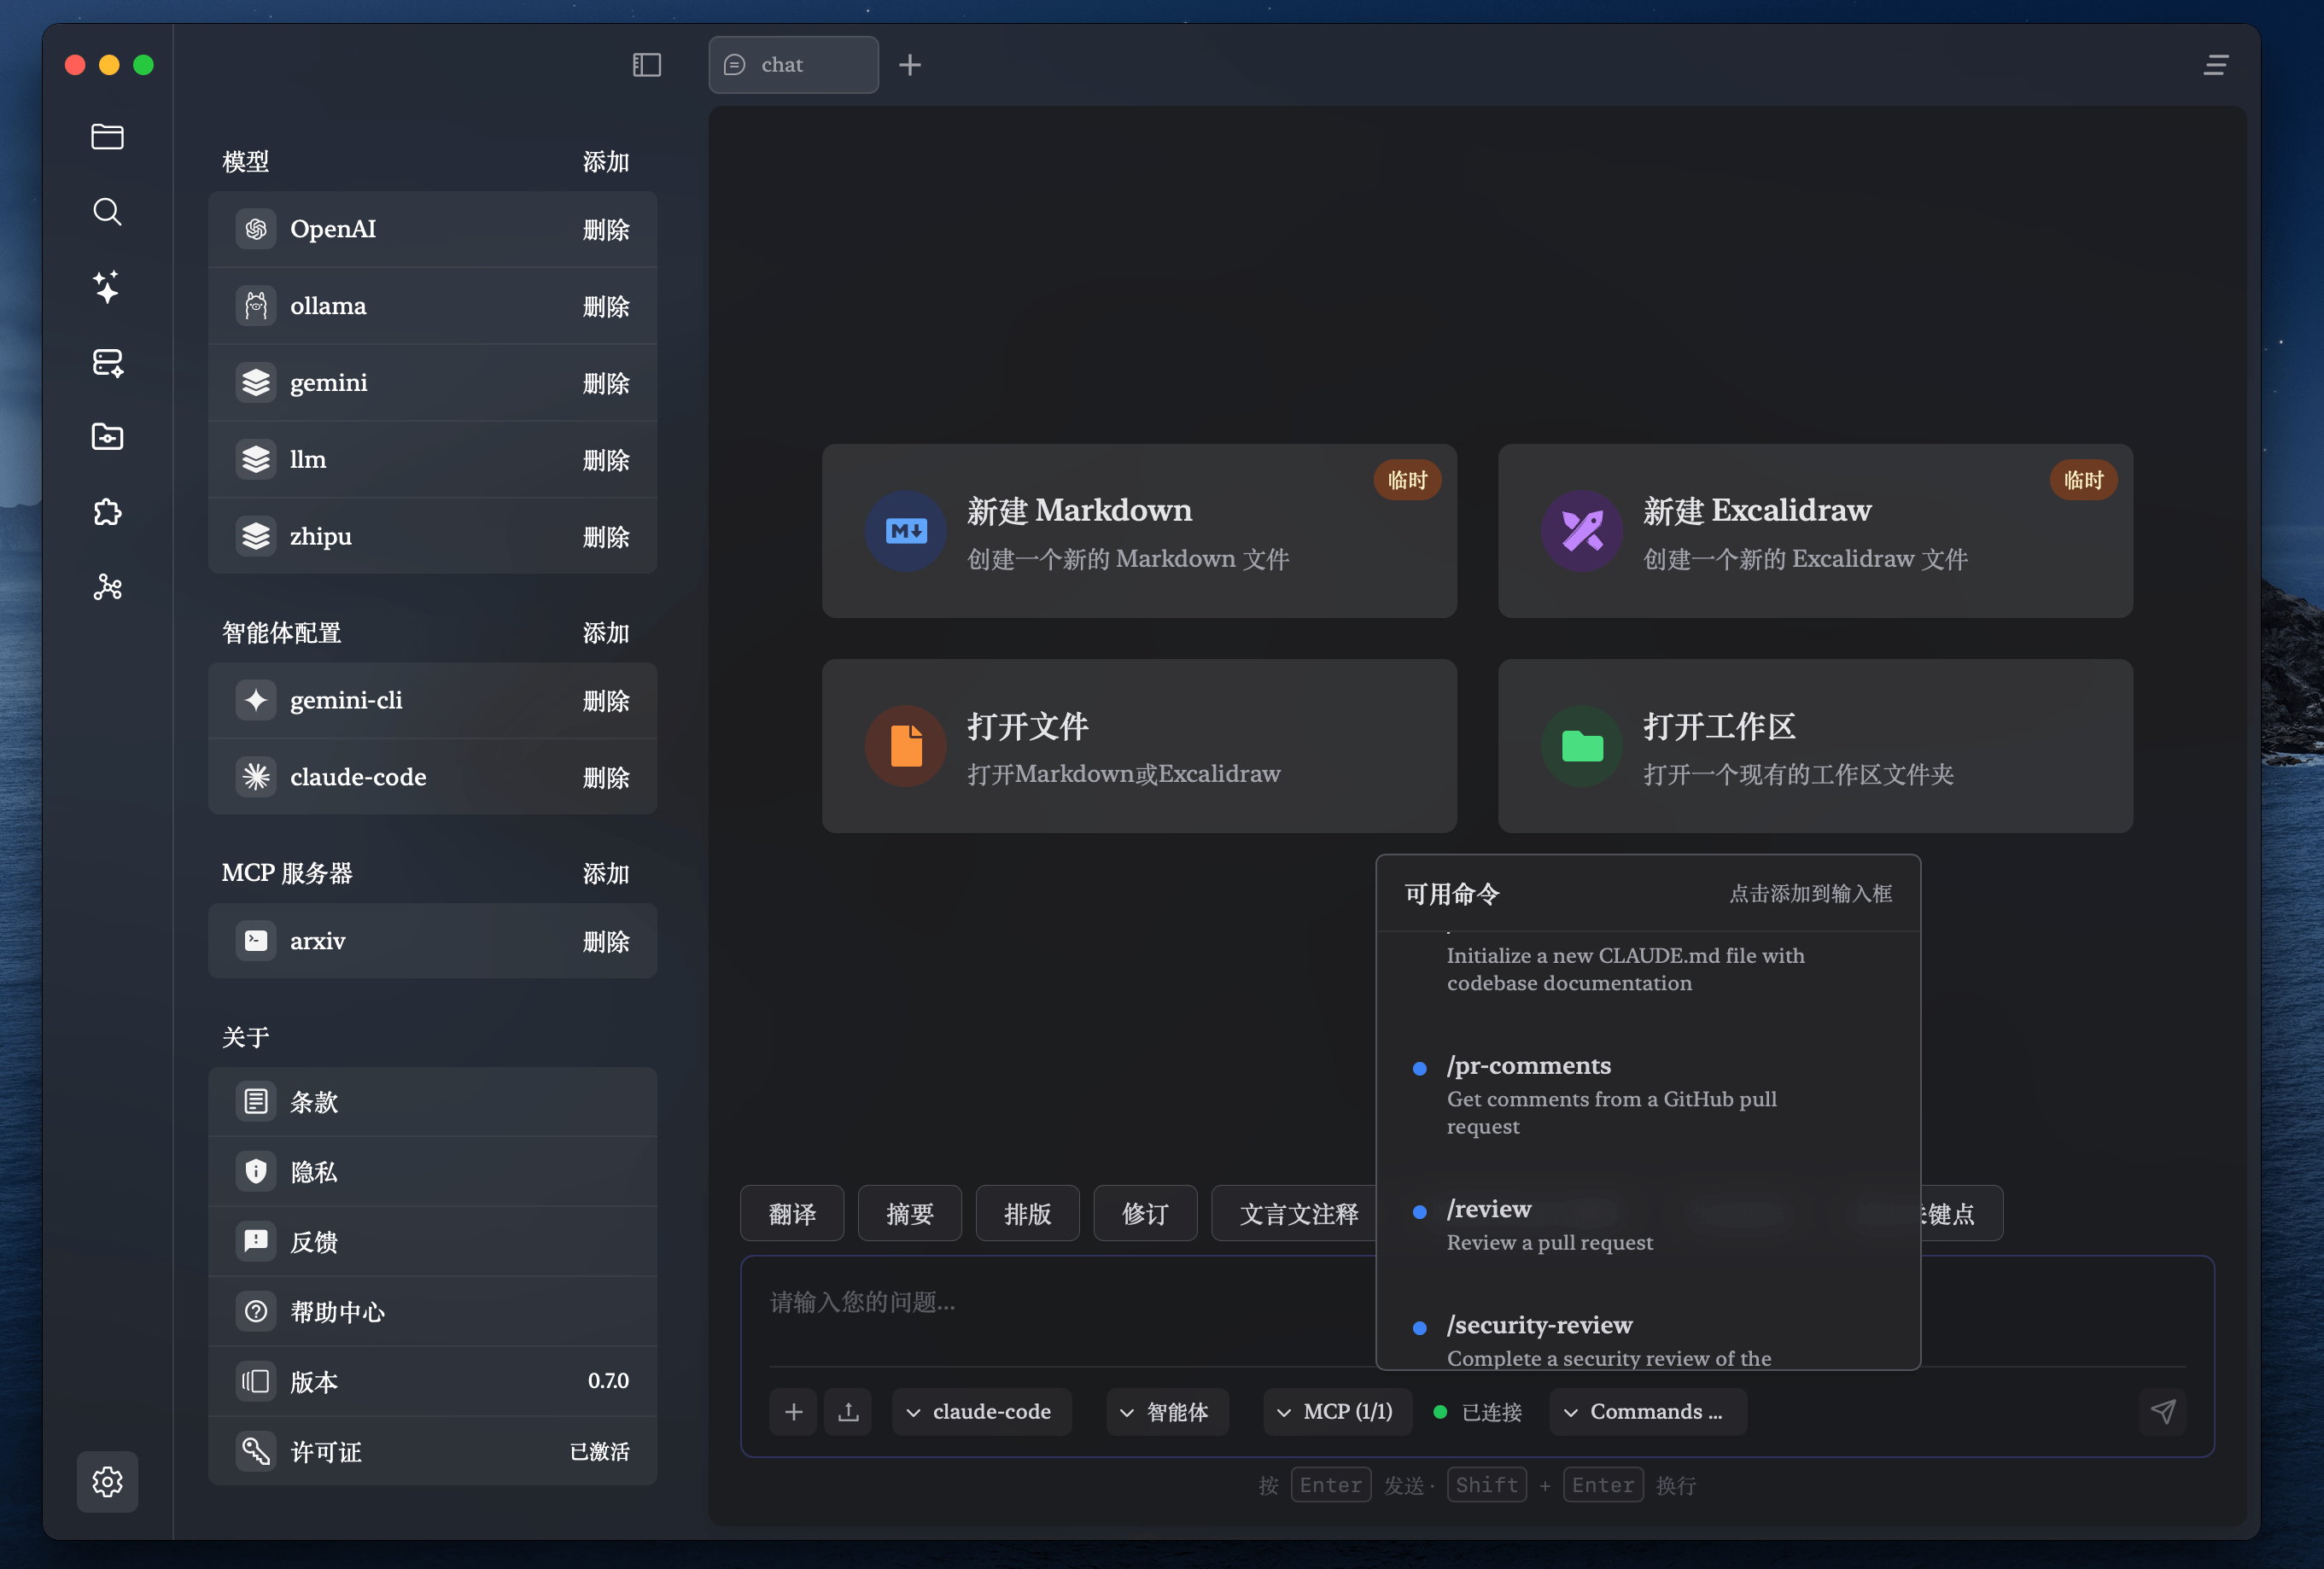 chat
模型 添加
OpenAI 删除
ollama 删除
gemini 删除
llm 删除
zhipu 删除
智能体配置 添加
gemini-cli 删除
claude-code 删除
MCP 服务器 添加
arxiv 删除
关于
条款
隐私
反馈
帮助中心
版本 0.7.0
许可证 已激活
临时
新建 Markdown
创建一个新的 Markdown 文件
临时
新建 Excalidraw
创建一个新的 Excalidraw 文件
打开文件
打开Markdown或Excalidraw
打开工作区
打开一个现有的工作区文件夹
可用命令 点击添加到输入框
Initialize a new CLAUDE.md file with
codebase documentation
/pr-comments
Get comments from a GitHub pull
request
/review
Review a pull request
/security-review
Complete a security review of the
翻译 摘要 排版 修订 文言文注释 键点
请输入您的问题...
claude-code 智能体 MCP (1/1) 已连接 Commands ...
按 Enter 发送 · Shift + Enter 换行